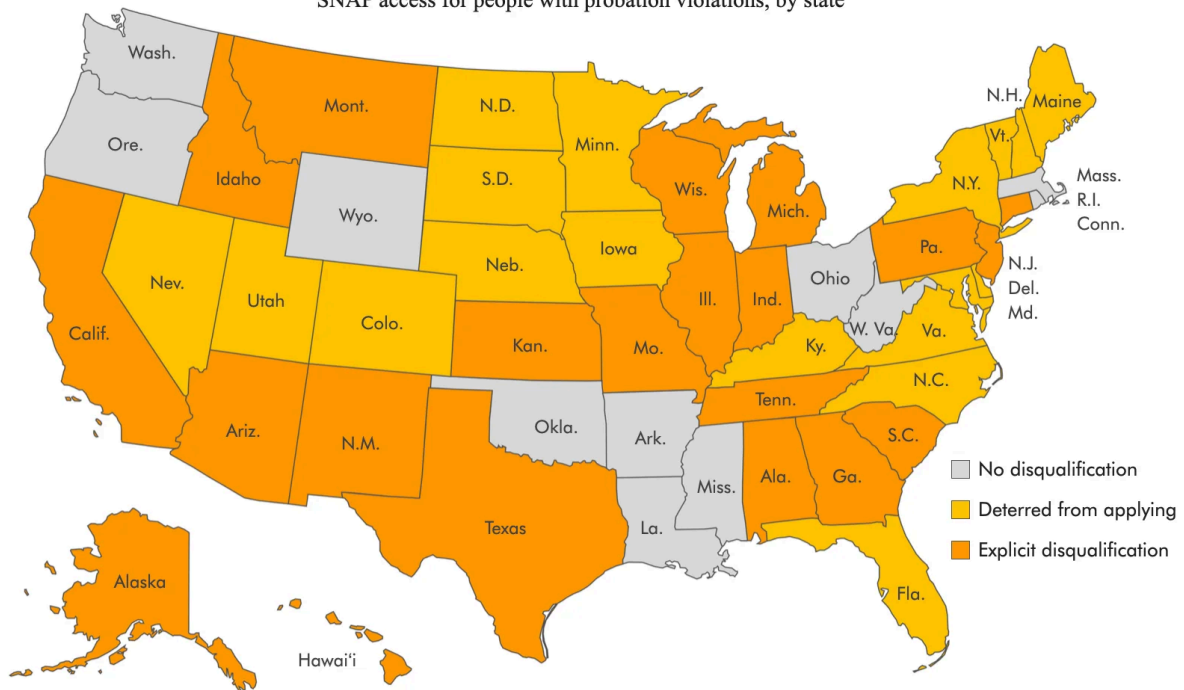 SNAP access for people with probation violations, by state
Wash.
Ore.
Calif.
Idaho
Nev.
Mont.
Wyo.
Utah
Ariz.
Colo.
N.M.
N.D.
S.D.
Neb.
Kan.
Okla.
Texas
Minn.
Iowa
Mo.
Ark.
La.
Wis.
Ill.
Mich.
Ind.
Ohio
Ky.
Tenn.
Miss.
Ala.
Ga.
Fla.
S.C.
N.C.
Va.
W. Va.
Pa.
N.Y.
Vt.
N.H.
Maine
Mass.
R.I.
Conn.
N.J.
Del.
Md.
Alaska
Hawaiʻi
No disqualification
Deterred from applying
Explicit disqualification